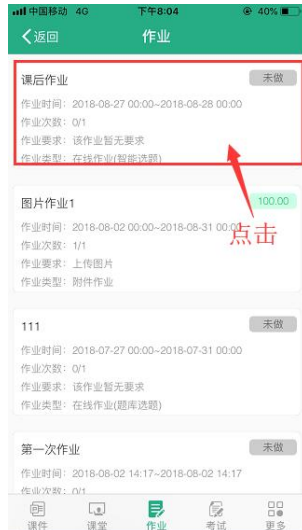 中国移动 4G 下午8:04 40%
返回 作业
课后作业 未做
作业时间：2018-08-27 00:00~2018-08-28 00:00
作业次数：0/1
作业要求：该作业暂无要求
作业类型：在线作业(智能选题)
图片作业1 100.00
作业时间：2018-08-02 00:00~2018-08-31 00:00
作业次数：1/1
点击
作业要求：上传图片
作业类型：附件作业
111 未做
作业时间：2018-07-27 00:00~2018-07-31 00:00
作业次数：0/1
作业要求：该作业暂无要求
作业类型：在线作业(题库选题)
第一次作业 未做
作业时间：2018-08-02 14:17~2018-08-02 14:17
作业次数：0/1
课件 课堂 作业 考试 更多